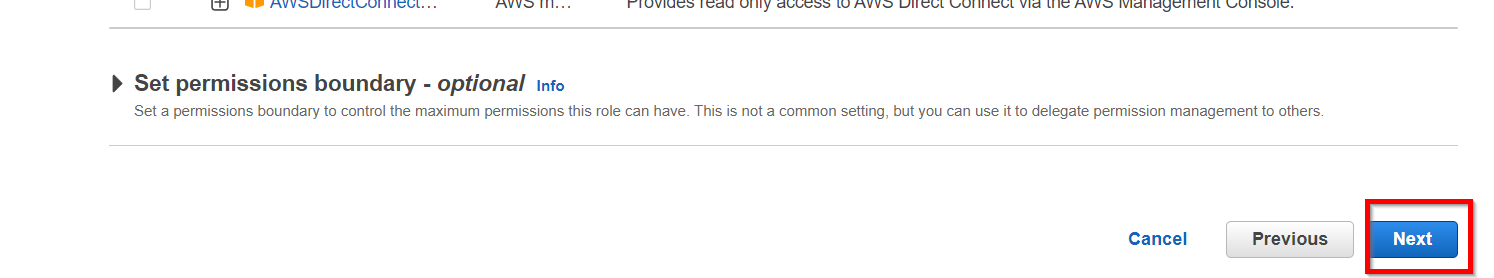 AWSDirectConnect… AWS m… Provides read only access to AWS Direct Connect via the AWS Management Console.
Set permissions boundary - optional Info
Set a permissions boundary to control the maximum permissions this role can have. This is not a common setting, but you can use it to delegate permission management to others.
Cancel Previous Next